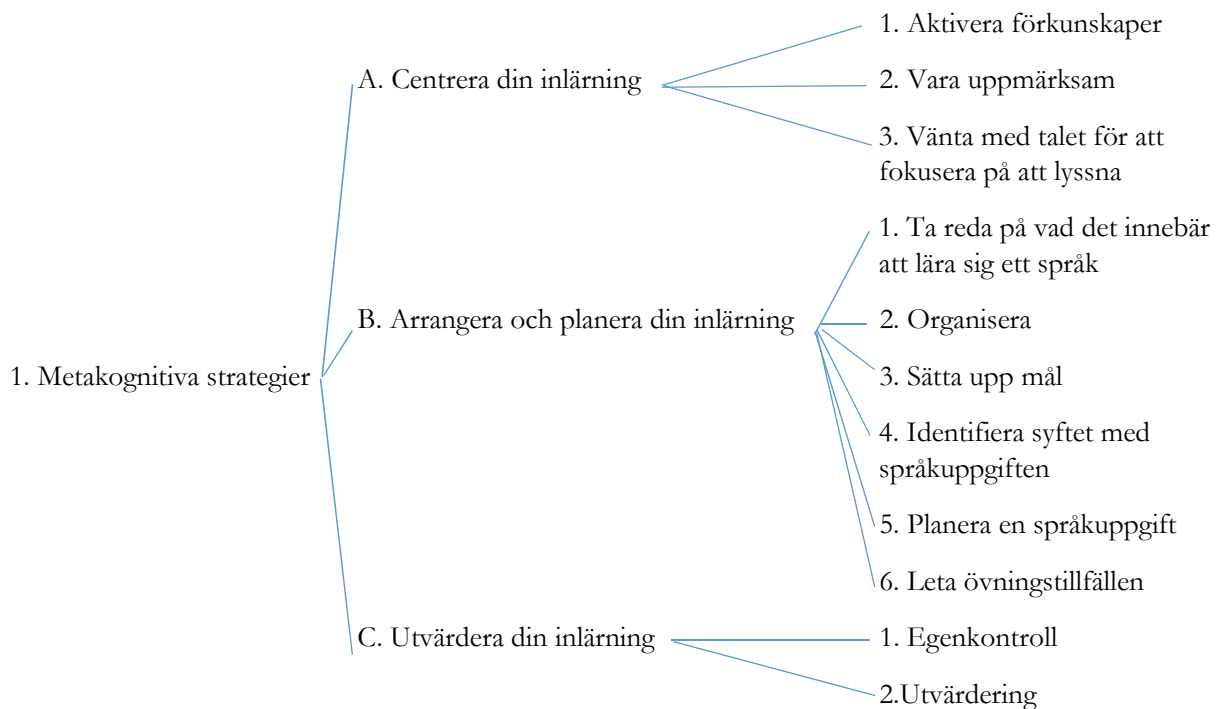 1. Metakognitiva strategier
A. Centrera din inlärning
1. Aktivera förkunskaper
2. Vara uppmärksam
3. Vänta med talet för att
fokusera på att lyssna
B. Arrangera och planera din inlärning
1. Ta reda på vad det innebär
att lära sig ett språk
2. Organisera
3. Sätta upp mål
4. Identifiera syftet med
språkuppgiften
5. Planera en språkuppgift
6. Leta övningstillfällen
C. Utvärdera din inlärning
1. Egenkontroll
2.Utvärdering